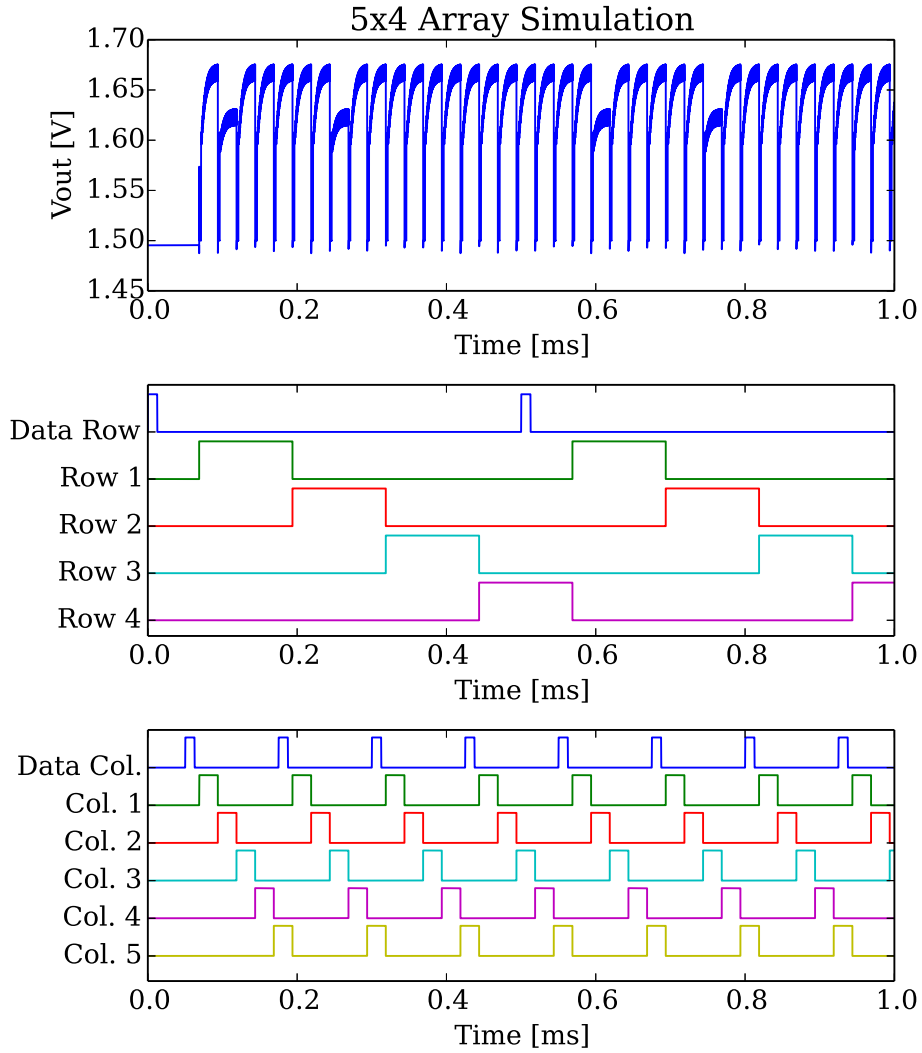 5x4 Array Simulation
1.70
1.65
1.60
1.55
1.50
1.45
Vout [V]
0.0 0.2 0.4 0.6 0.8 1.0
Time [ms]
Data Row
Row 1
Row 2
Row 3
Row 4
0.0 0.2 0.4 0.6 0.8 1.0
Time [ms]
Data Col.
Col. 1
Col. 2
Col. 3
Col. 4
Col. 5
0.0 0.2 0.4 0.6 0.8 1.0
Time [ms]